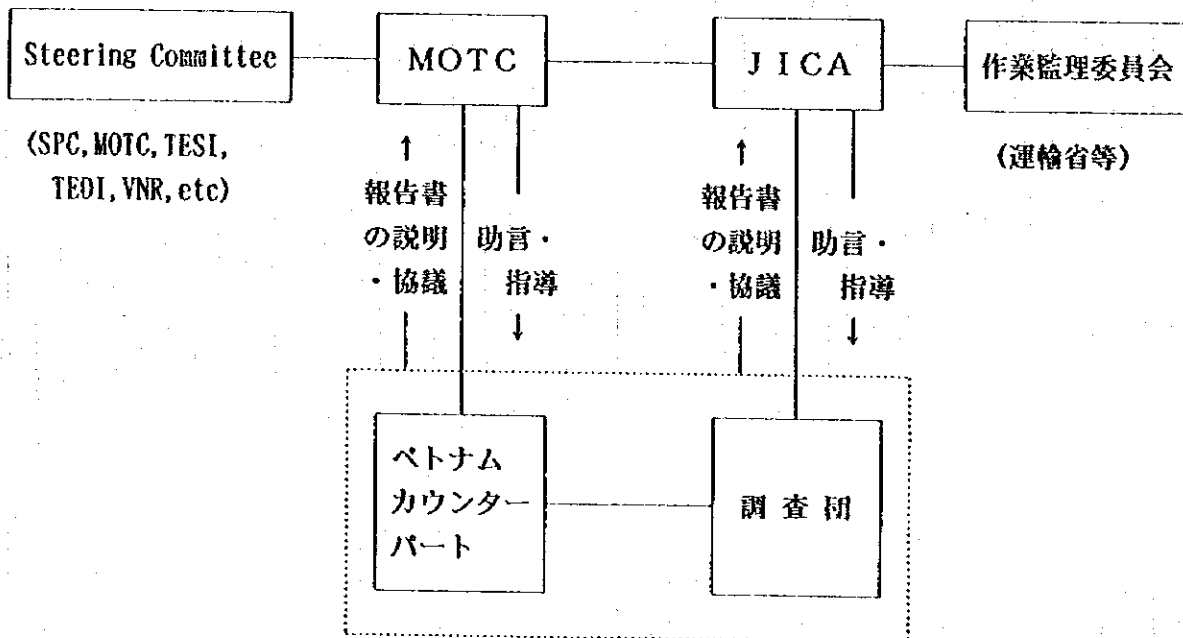 Steering Committee
MOTC
JICA
作業監理委員会
(SPC, MOTC, TESI,
TEDI, VNR, etc)
(運輸省等)
↑
報告書
の説明
・協議
助言・
指導
↓
↑
報告書
の説明
・協議
助言・
指導
↓
ベトナム
カウンター
パート
調査団